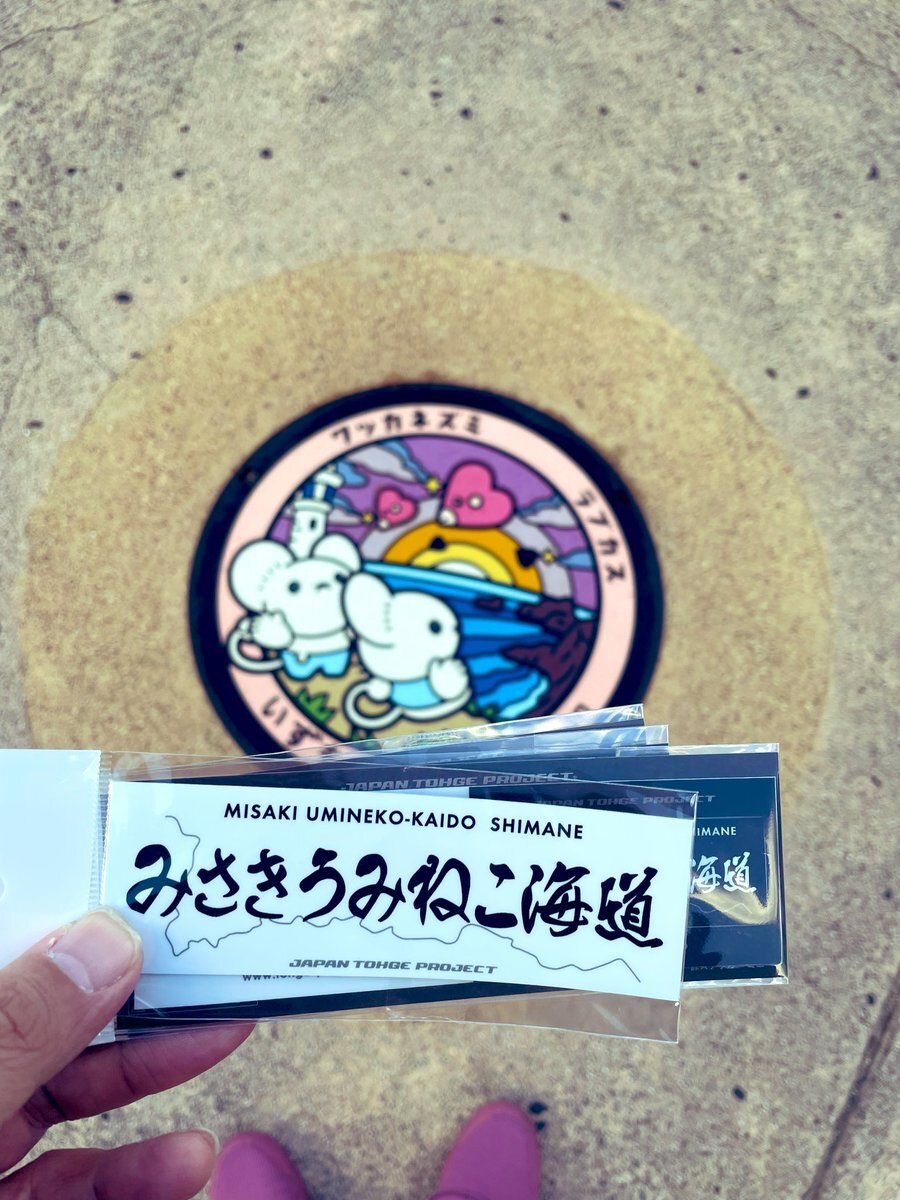 ワッカネズミ
ラブカス
JAPAN TOHGE PROJECT
JAPAN TOHGE PROJECT
MISAKI UMINEKO-KAIDO SHIMANE
みさきうみねこ海道
JAPAN TOHGE PROJECT
SHIMANE
海道